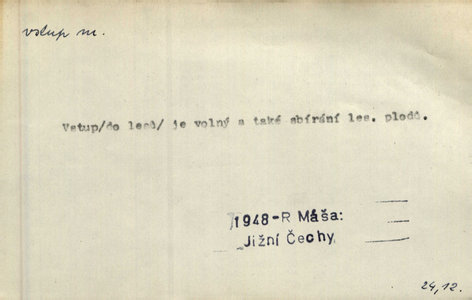 vstup m.
Vstup/do lesů/ je volný a také sbírání les. plodů.
1948-R Máša:
Jižní Čechy
24,12.